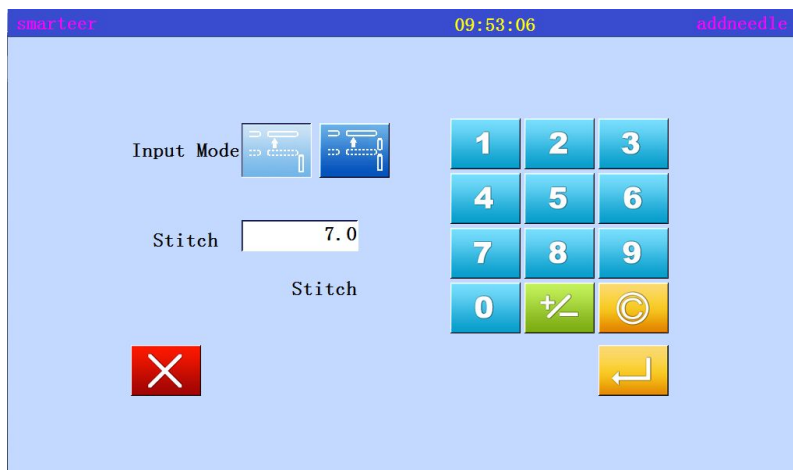 smarteer 09:53:06 addneedle
Input Mode
1 2 3
4 5 6
Stitch 7.0
7 8 9
Stitch
0 +/- ©